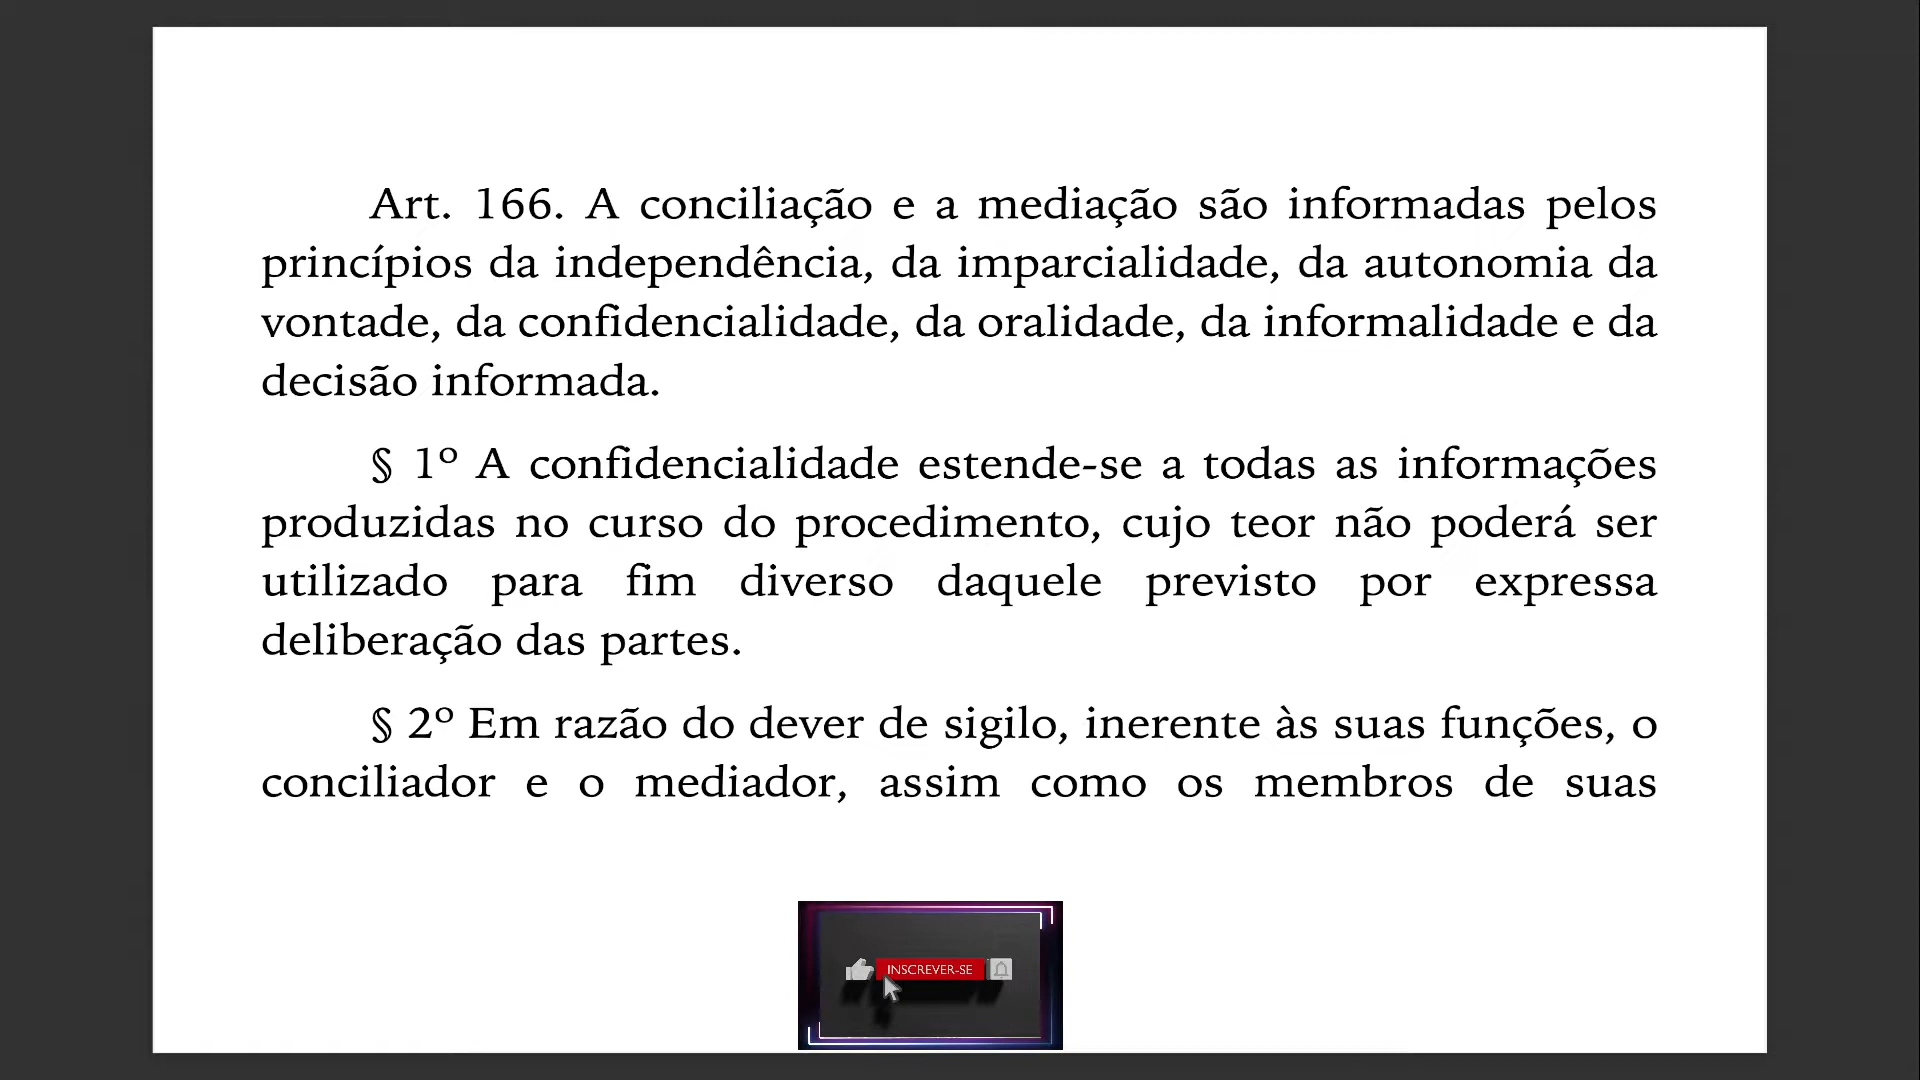 Art. 166. A conciliação e a mediação são informadas pelos
princípios da independência, da imparcialidade, da autonomia da
vontade, da confidencialidade, da oralidade, da informalidade e da
decisão informada.
§ 1º A confidencialidade estende-se a todas as informações
produzidas no curso do procedimento, cujo teor não poderá ser
utilizado para fim diverso daquele previsto por expressa
deliberação das partes.
§ 2º Em razão do dever de sigilo, inerente às suas funções, o
conciliador e o mediador, assim como os membros de suas
INSCREVER-SE